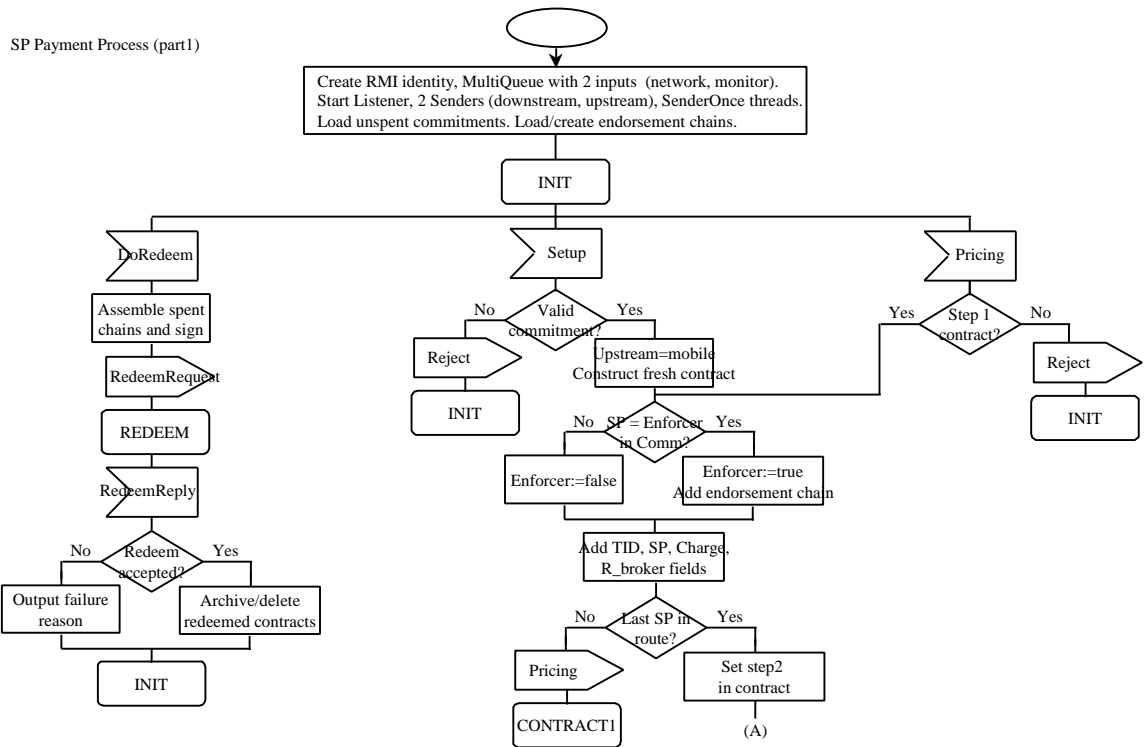 SP Payment Process (part1)
Create RMI identity, MultiQueue with 2 inputs (network, monitor).
Start Listener, 2 Senders (downstream, upstream), SenderOnce threads.
Load unspent commitments. Load/create endorsement chains.
INIT
DoRedeem
Setup
Pricing
Assemble spent
chains and sign
No
Valid
commitment?
Yes
Yes
Step 1
contract?
No
Reject
Upstream=mobile
Construct fresh contract
Reject
RedeemRequest
INIT
INIT
REDEEM
No
SP = Enforcer
in Comm?
Yes
RedeemReply
Enforcer:=false
Enforcer:=true
Add endorsement chain
No
Redeem
accepted?
Yes
Add TID, SP, Charge,
R_broker fields
Output failure
reason
Archive/delete
redeemed contracts
No
Last SP in
route?
Yes
INIT
Pricing
Set step2
in contract
CONTRACT1
(A)